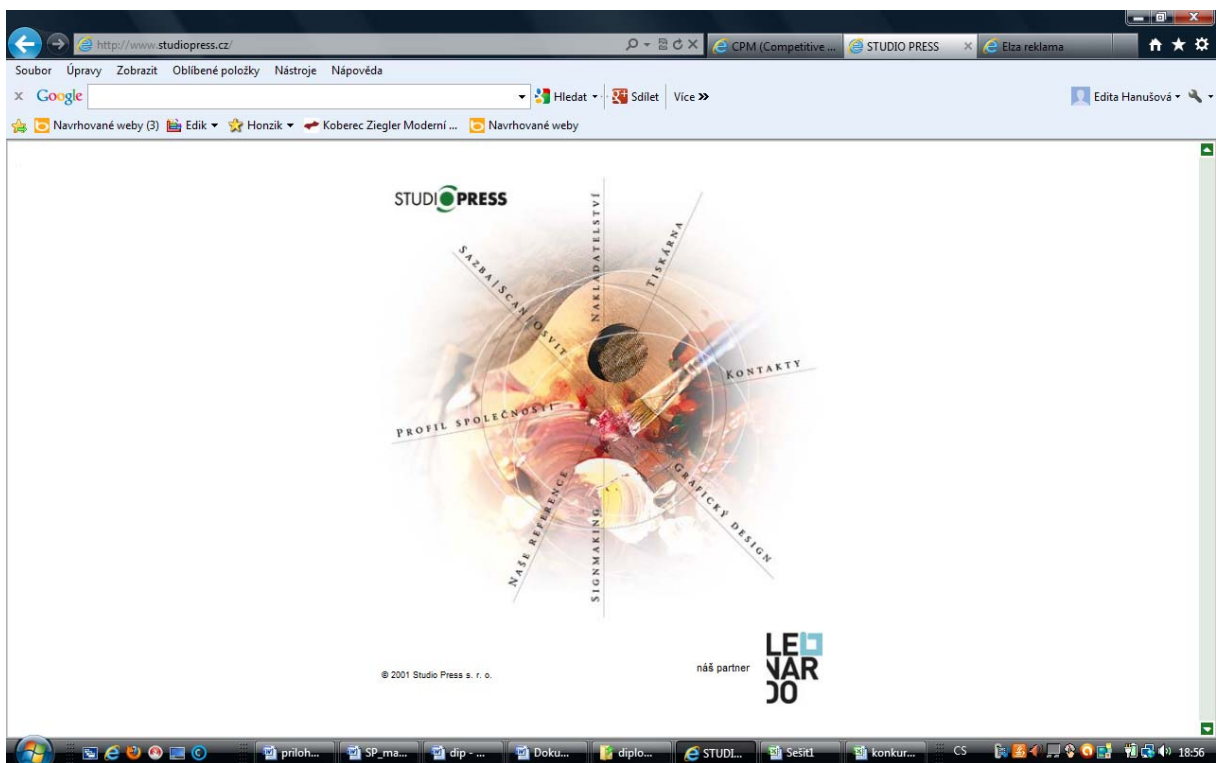 http://www.studiopress.cz/
CPM (Competitive ...
STUDIO PRESS
Elza reklama
Soubor Úpravy Zobrazit Oblíbené položky Nástroje Nápověda
x Google Hledat Sdílet Více »
Edita Hanušová
Navrhované weby (3) Edik Honzik Koberec Ziegler Moderní ... Navrhované weby
STUDIO PRESS
NAKLADATELSTVÍ
TISKÁRNA
SAZBA|SCAN|OSVIT
KONTAKTY
PROFIL SPOLEČNOSTI
GRAFICKÝ DESIGN
NAŠE REFERENCE
SIGNMAKING
© 2001 Studio Press s. r. o.
náš partner
LEONARDO
priloh... SP_ma... dip - ... Doku... diplo... STUDI... Sešit1 konkur... CS 18:56